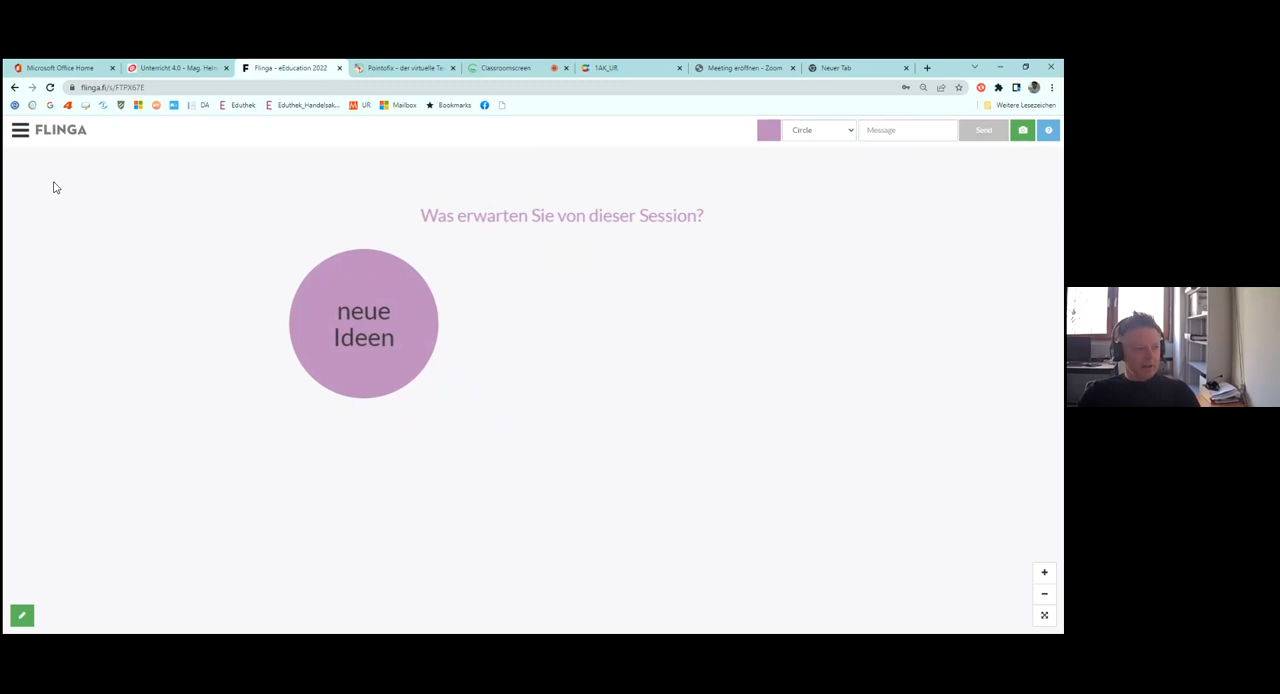 Microsoft Office Home
Unterricht 4.0 - Mag. Hein
Flinga - eEducation 2022
Pointofix - der virtuelle Te
Classroomscreen
1AK_UR
Meeting eröffnen - Zoom
Neuer Tab
flinga.fi/s/FTPX67E
DA
Eduthek
Eduthek_Handelsak...
UR
Mailbox
Bookmarks
Weitere Lesezeichen
FLINGA
Circle
Message
Send
Was erwarten Sie von dieser Session?
neue
Ideen